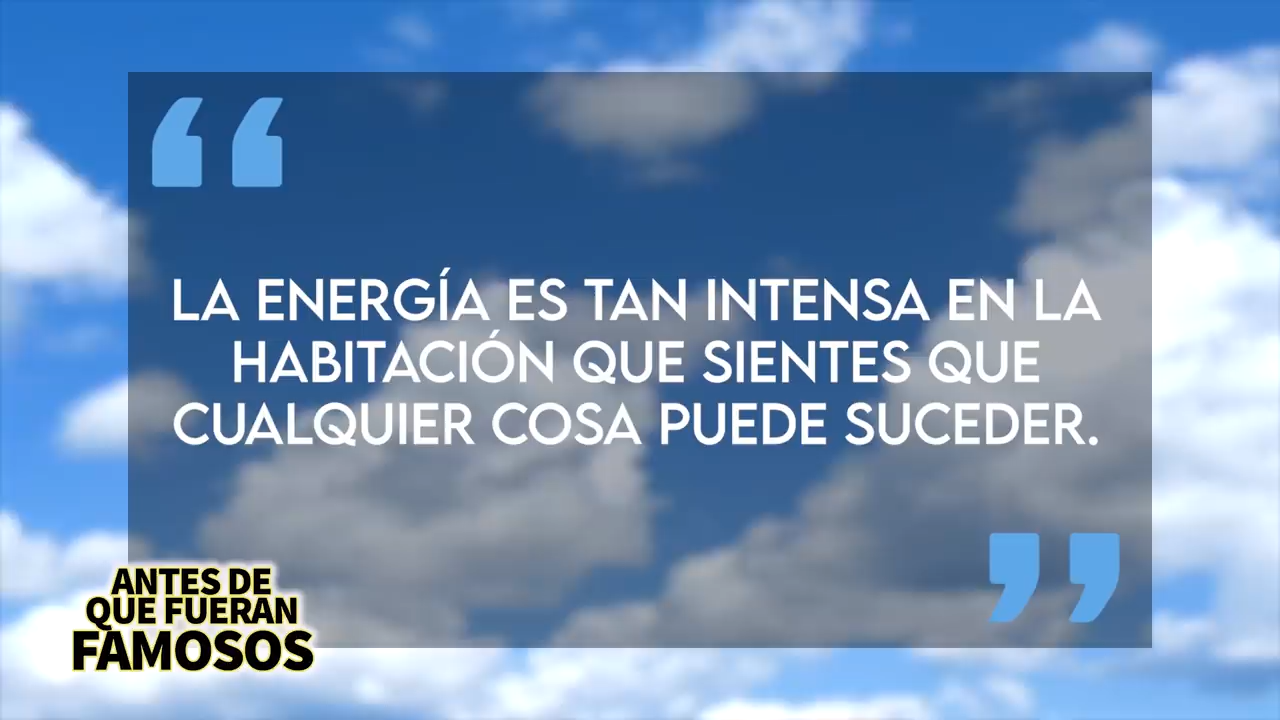 “
LA ENERGÍA ES TAN INTENSA EN LA
HABITACIÓN QUE SIENTES QUE
CUALQUIER COSA PUEDE SUCEDER.
”
ANTES DE
QUE FUERAN
FAMOSOS